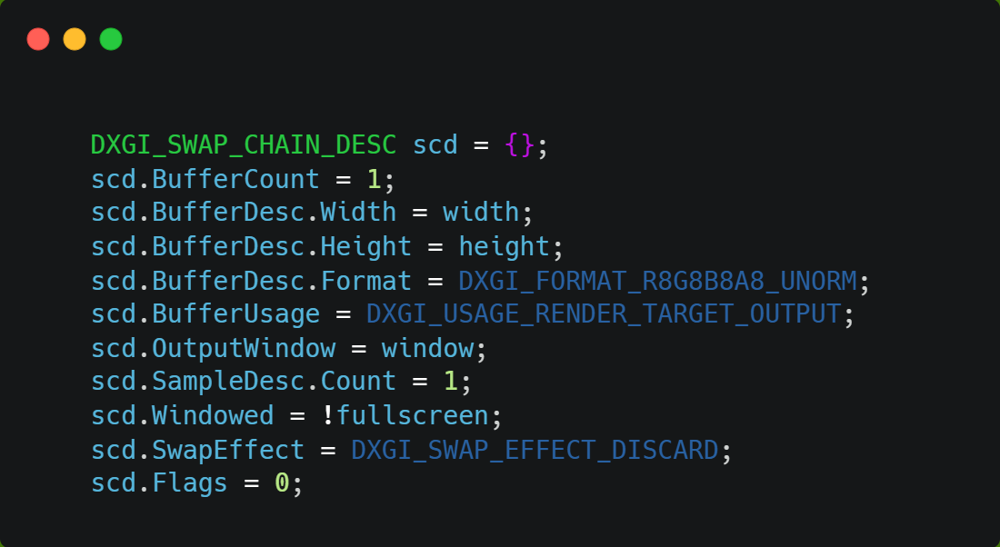 DXGI_SWAP_CHAIN_DESC scd = {};
scd.BufferCount = 1;
scd.BufferDesc.Width = width;
scd.BufferDesc.Height = height;
scd.BufferDesc.Format = DXGI_FORMAT_R8G8B8A8_UNORM;
scd.BufferUsage = DXGI_USAGE_RENDER_TARGET_OUTPUT;
scd.OutputWindow = window;
scd.SampleDesc.Count = 1;
scd.Windowed = !fullscreen;
scd.SwapEffect = DXGI_SWAP_EFFECT_DISCARD;
scd.Flags = 0;